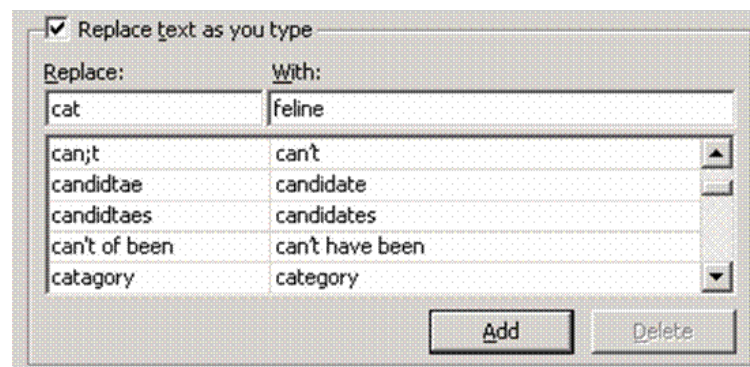 Replace text as you type
Replace: With:
cat feline
can;t can't
candidtae candidate
candidtaes candidates
can't of been can't have been
catagory category
Add Delete